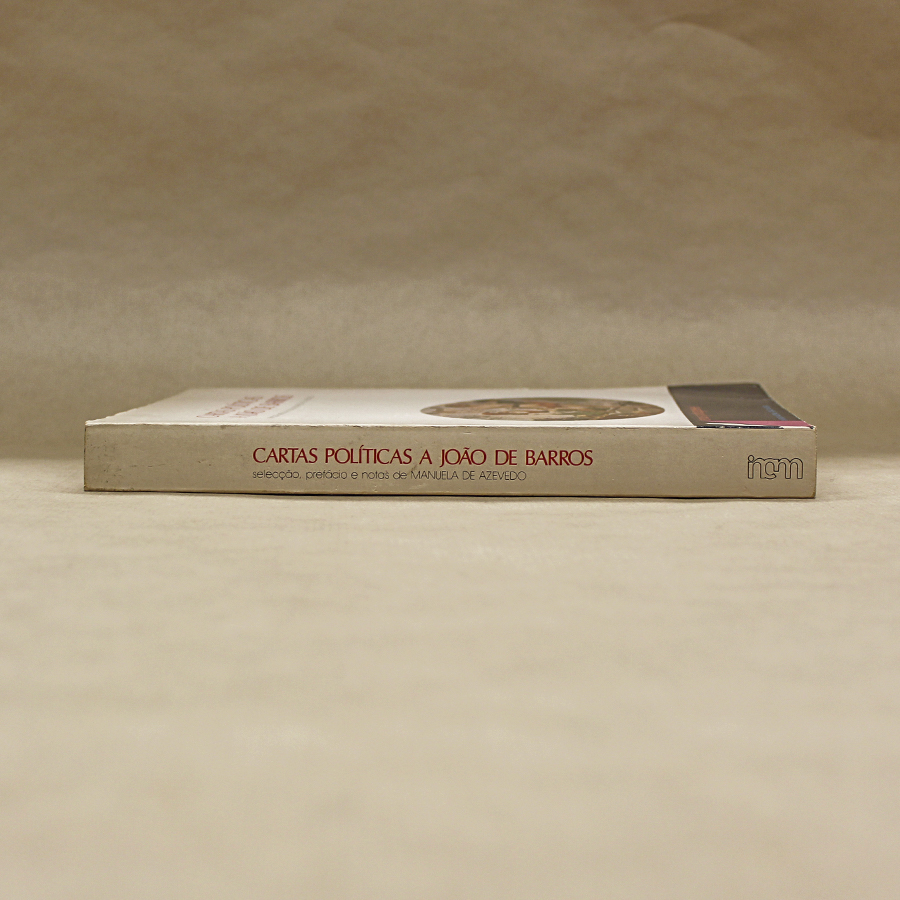 CARTAS POLÍTICAS A JOÃO DE BARROS
selecção, prefácio e notas de MANUELA DE AZEVEDO
incm